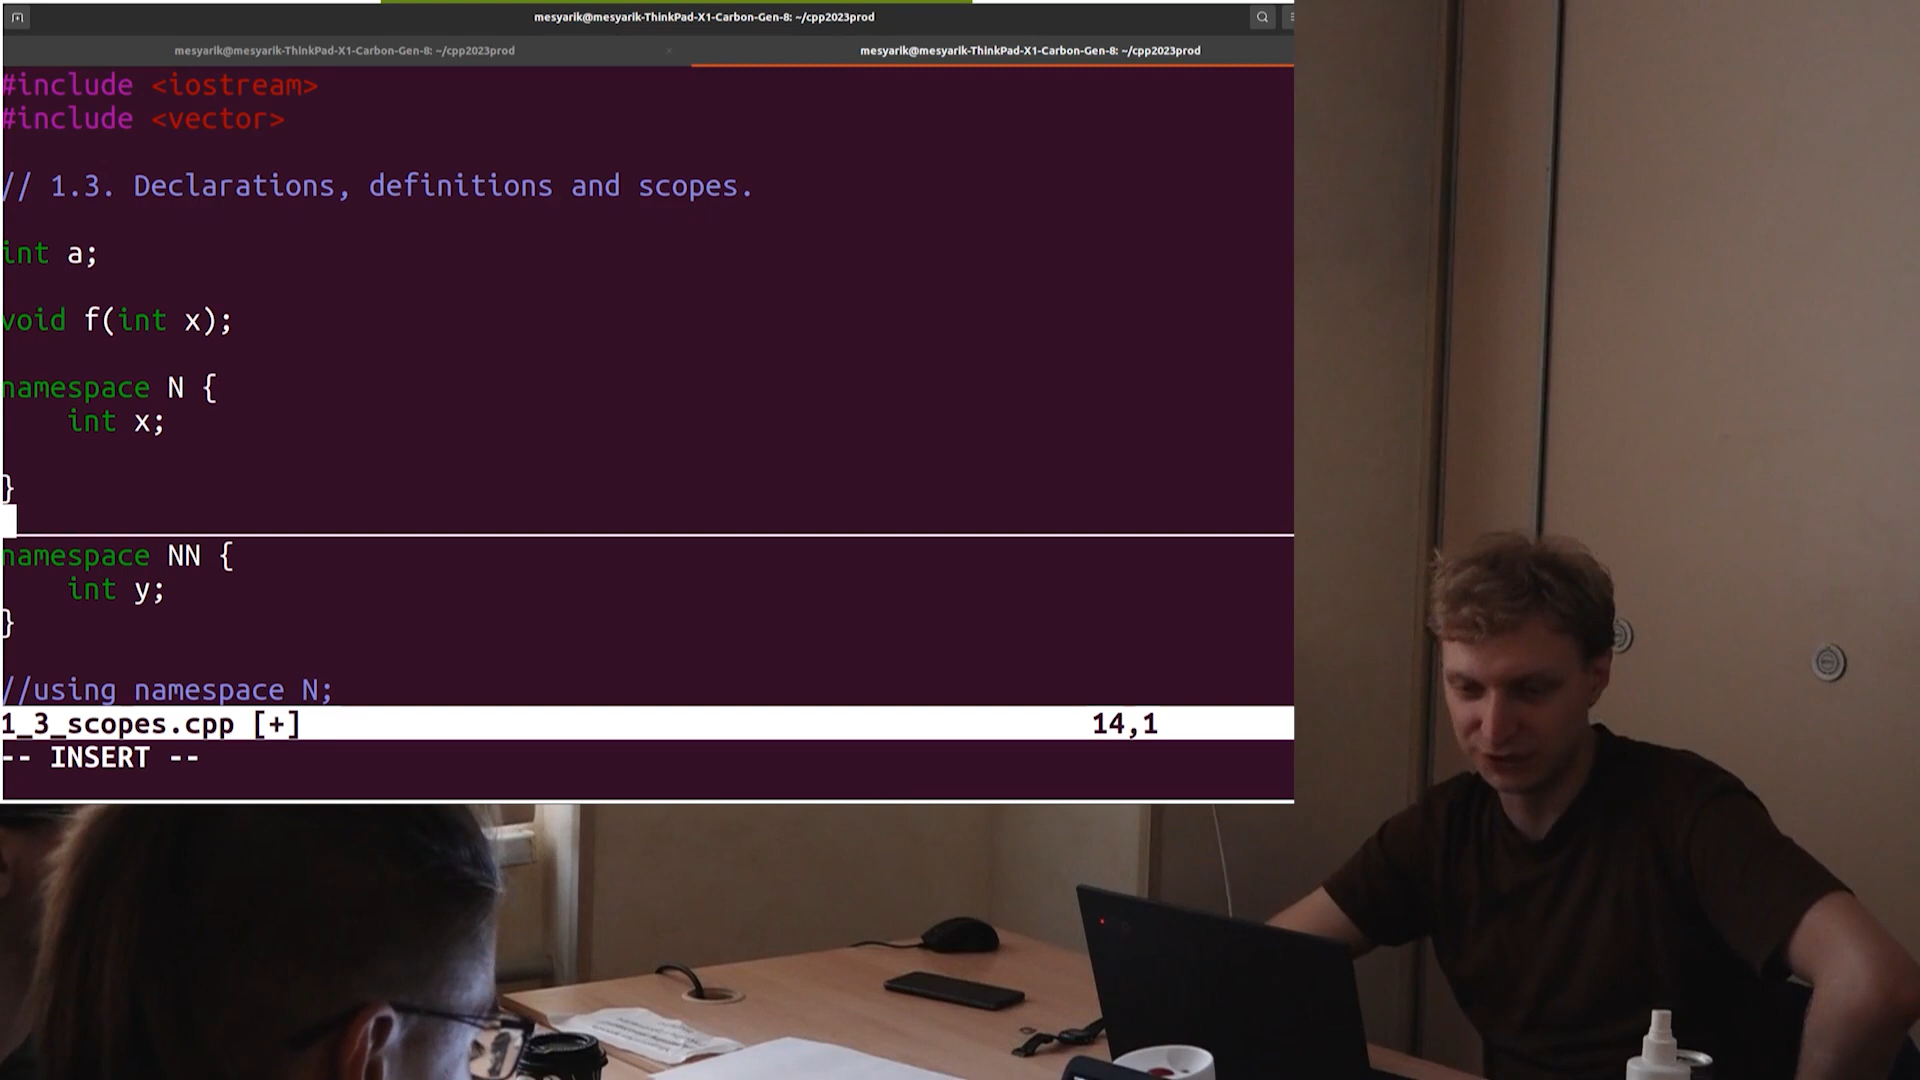 mesyarik@mesyarik-ThinkPad-X1-Carbon-Gen-8: ~/cpp2023prod
mesyarik@mesyarik-ThinkPad-X1-Carbon-Gen-8: ~/cpp2023prod
mesyarik@mesyarik-ThinkPad-X1-Carbon-Gen-8: ~/cpp2023prod
#include <iostream>
#include <vector>
// 1.3. Declarations, definitions and scopes.
int a;
void f(int x);
namespace N {
int x;
}
namespace NN {
int y;
}
//using namespace N;
1_3_scopes.cpp [+] 14,1
-- INSERT --